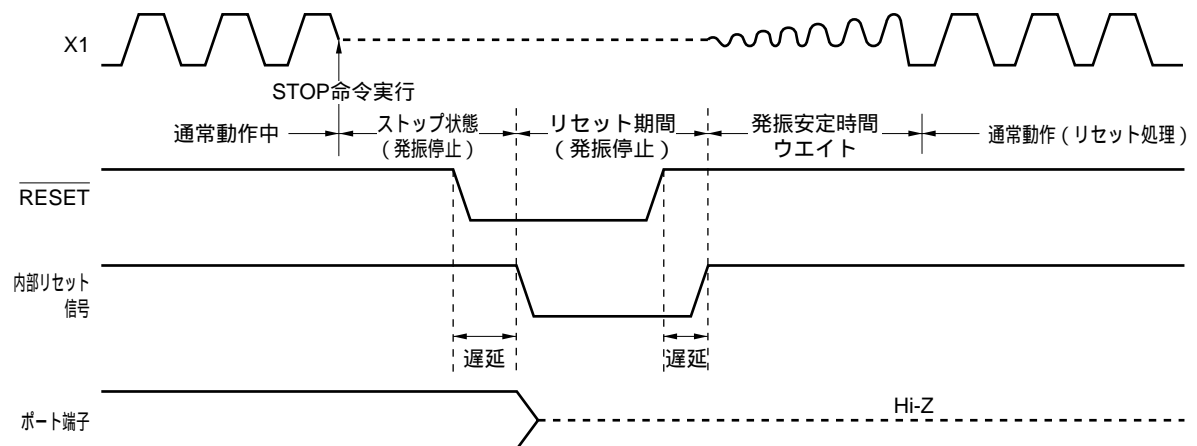 X1
STOP命令実行
通常動作中
ストップ状態
(発振停止)
リセット期間
(発振停止)
発振安定時間
ウエイト
通常動作(リセット処理)
RESET
内部リセット
信号
遅延
遅延
ポート端子
Hi-Z